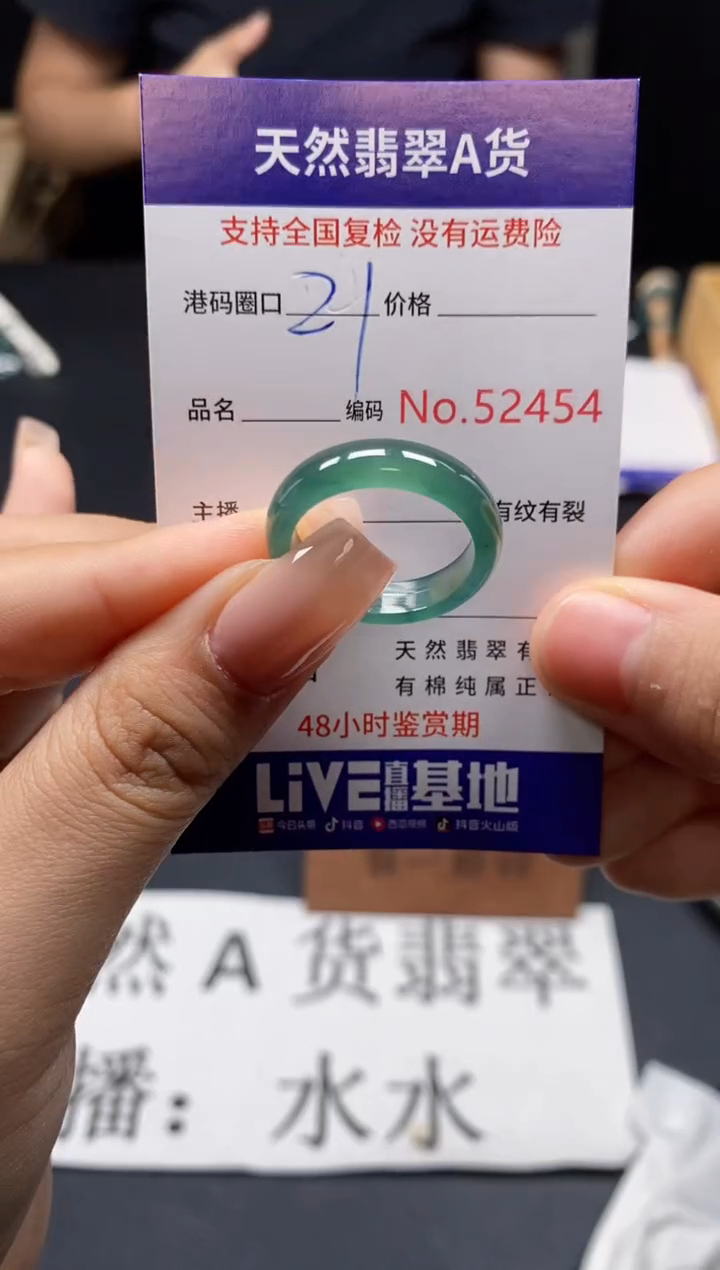 天然翡翠A货
支持全国复检 没有运费险
港码圈口 21 价格
品名 编码 No.52454
主播 有纹有裂
天然翡翠有
有棉纯属正
48小时鉴赏期
LiVE直播基地
今日头条 抖音 西瓜视频 抖音火山版
然A货翡翠
播：水水